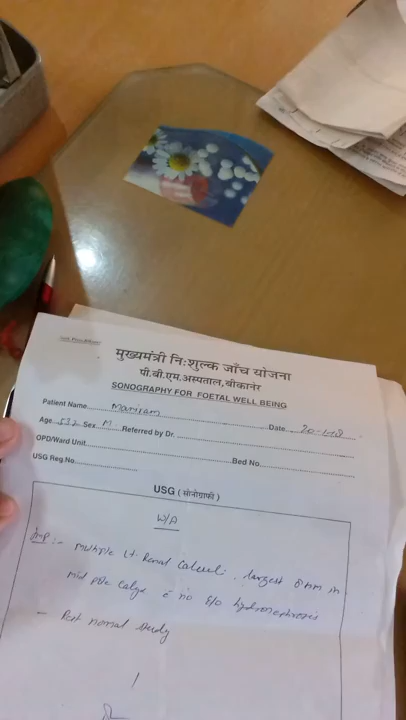 मुख्यमंत्री निःशुल्क जाँच योजना
पी.बी.एम.अस्पताल, बीकानेर
SONOGRAPHY FOR FOETAL WELL BEING
Patient Name Mariyam Date
Age Sex M Referred by Dr.
OPD/Ward Unit Bed No.
USG Reg.No.
USG (सोनोग्राफी)
W/A
Imp :- multiple Lt. Renal Calculi, largest 8mm in
mid pole Calyx c no s/o hydronephrosis
- Rest normal study